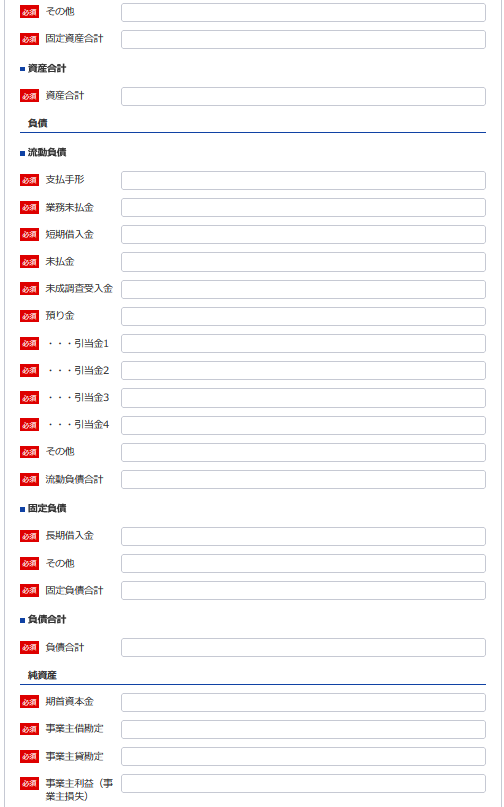 必須 その他
必須 固定資産合計
資産合計
必須 資産合計
負債
流動負債
必須 支払手形
必須 業務未払金
必須 短期借入金
必須 未払金
必須 未成調査受入金
必須 預り金
必須 ・・・引当金1
必須 ・・・引当金2
必須 ・・・引当金3
必須 ・・・引当金4
必須 その他
必須 流動負債合計
固定負債
必須 長期借入金
必須 その他
必須 固定負債合計
負債合計
必須 負債合計
純資産
必須 期首資本金
必須 事業主借勘定
必須 事業主貸勘定
必須 事業主利益（事
業主損失）